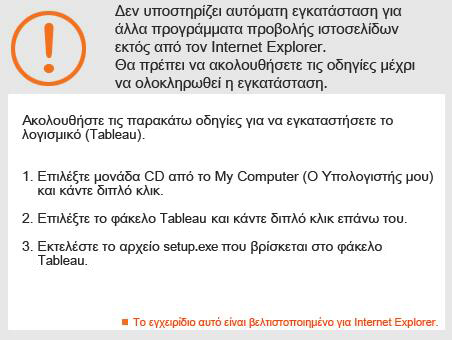 Δεν υποστηρίζει αυτόματη εγκατάσταση για
άλλα προγράμματα προβολής ιστοσελίδων
εκτός από τον Internet Explorer.
Θα πρέπει να ακολουθήσετε τις οδηγίες μέχρι
να ολοκληρωθεί η εγκατάσταση.
Ακολουθήστε τις παρακάτω οδηγίες για να εγκαταστήσετε το
λογισμικό (Tableau).
1. Επιλέξτε μονάδα CD από το My Computer (Ο Υπολογιστής μου)
και κάντε διπλό κλικ.
2. Επιλέξτε το φάκελο Tableau και κάντε διπλό κλικ επάνω του.
3. Εκτελέστε το αρχείο setup.exe που βρίσκεται στο φάκελο
Tableau.
Το εγχειρίδιο αυτό είναι βελτιστοποιημένο για Internet Explorer.